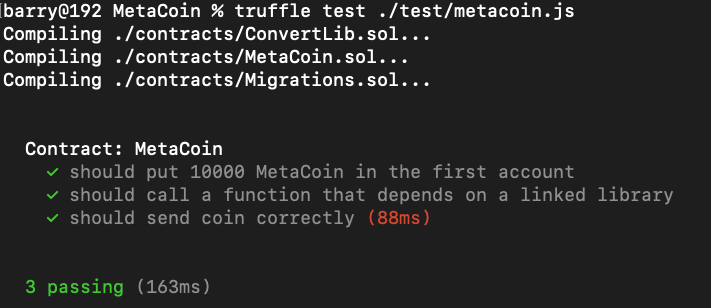 [barry@192 MetaCoin % truffle test ./test/metacoin.js
Compiling ./contracts/ConvertLib.sol...
Compiling ./contracts/MetaCoin.sol...
Compiling ./contracts/Migrations.sol...
Contract: MetaCoin
✓ should put 10000 MetaCoin in the first account
✓ should call a function that depends on a linked library
✓ should send coin correctly (88ms)
3 passing (163ms)